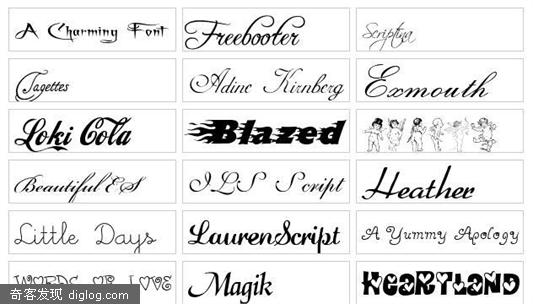 A Charming Font
Freebooter
Scriptina
Tagettes
Adine Kirnberg
Exmouth
Loki Cola
Blazed
Beautiful ES
ILS Script
Heather
Little Days
LaurenScript
A Yummy Apology
WORDS OF LOVE
Magik
HEARTLAND
奇客发现 diglog.com